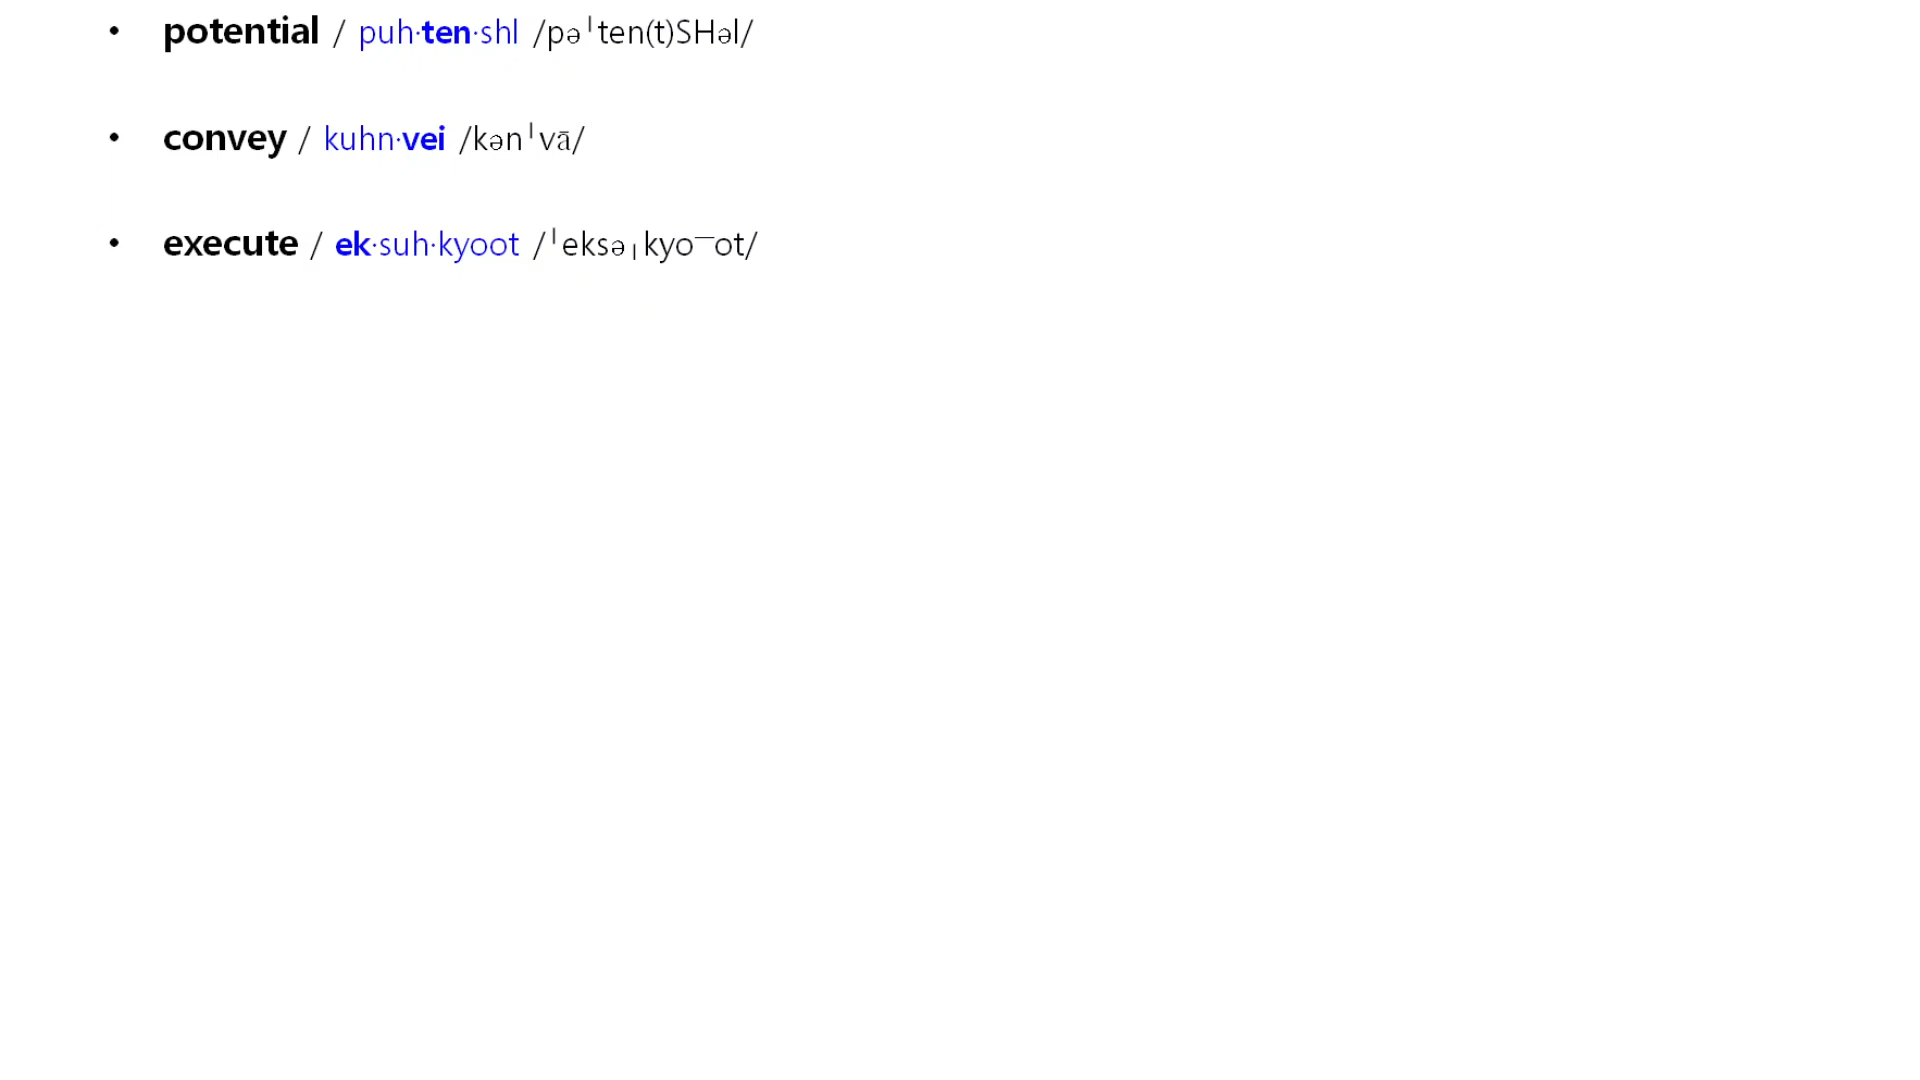 • potential / puh·ten·shl /pəˈten(t)SHəl/
• convey / kuhn·vei /kənˈvā/
• execute / ek·suh·kyoot /ˈeksəˌkyo͞ot/